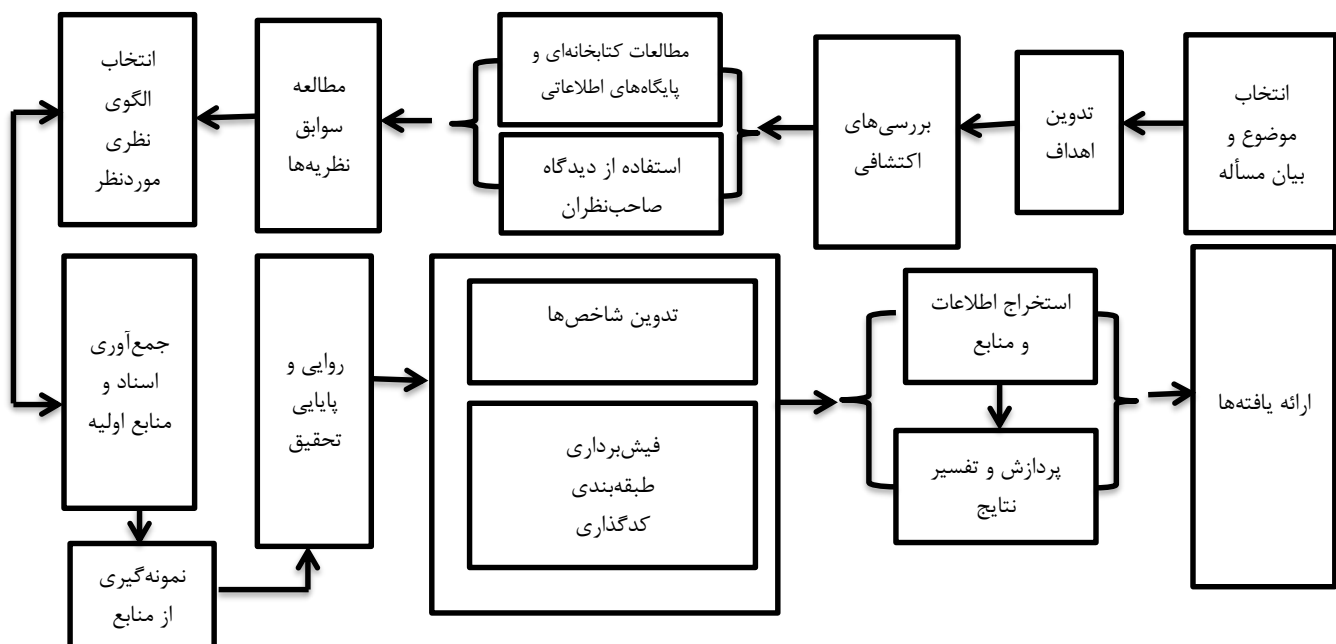 انتخاب
موضوع و
بیان مسأله
تدوین
اهداف
بررسی‌های
اکتشافی
مطالعات کتابخانه‌ای و
پایگاه‌های اطلاعاتی
استفاده از دیدگاه
صاحب‌نظران
مطالعه
سوابق
نظریه‌ها
انتخاب
الگوی
نظری
موردنظر
جمع‌آوری
اسناد و
منابع اولیه
نمونه‌گیری
از منابع
روایی و
پایایی
تحقیق
تدوین شاخص‌ها
فیش‌برداری
طبقه‌بندی
کدگذاری
استخراج اطلاعات
و منابع
پردازش و تفسیر
نتایج
ارائه یافته‌ها